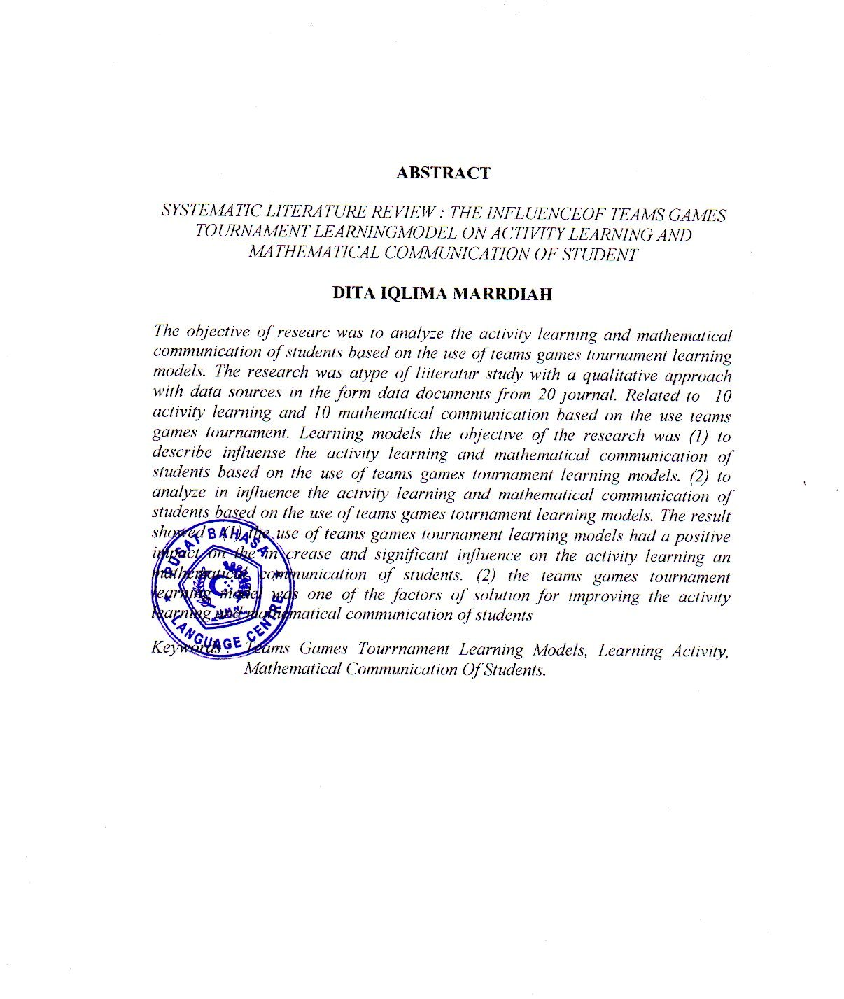 ABSTRACT
SYSTEMATIC LITERATURE REVIEW : THE INFLUENCEOF TEAMS GAMES
TOURNAMENT LEARNINGMODEL ON ACTIVITY LEARNING AND
MATHEMATICAL COMMUNICATION OF STUDENT
DITA IQLIMA MARRDIAH
The objective of researc was to analyze the activity learning and mathematical
communication of students based on the use of teams games tournament learning
models. The research was atype of liiteratur study with a qualitative approach
with data sources in the form data documents from 20 journal. Related to 10
activity learning and 10 mathematical communication based on the use teams
games tournament. Learning models the objective of the research was (1) to
describe influense the activity learning and mathematical communication of
students based on the use of teams games tournament learning models. (2) to
analyze in influence the activity learning and mathematical communication of
students based on the use of teams games tournament learning models. The result
showed (1) the use of teams games tournament learning models had a positive
impact on the in crease and significant influence on the activity learning an
mathematical communication of students. (2) the teams games tournament
learning model was one of the factors of solution for improving the activity
learning and mathematical communication of students
Keywords : Teams Games Tourrnament Learning Models, Learning Activity,
Mathematical Communication Of Students.
PUSAT BAHASA
LANGUAGE CENTRE